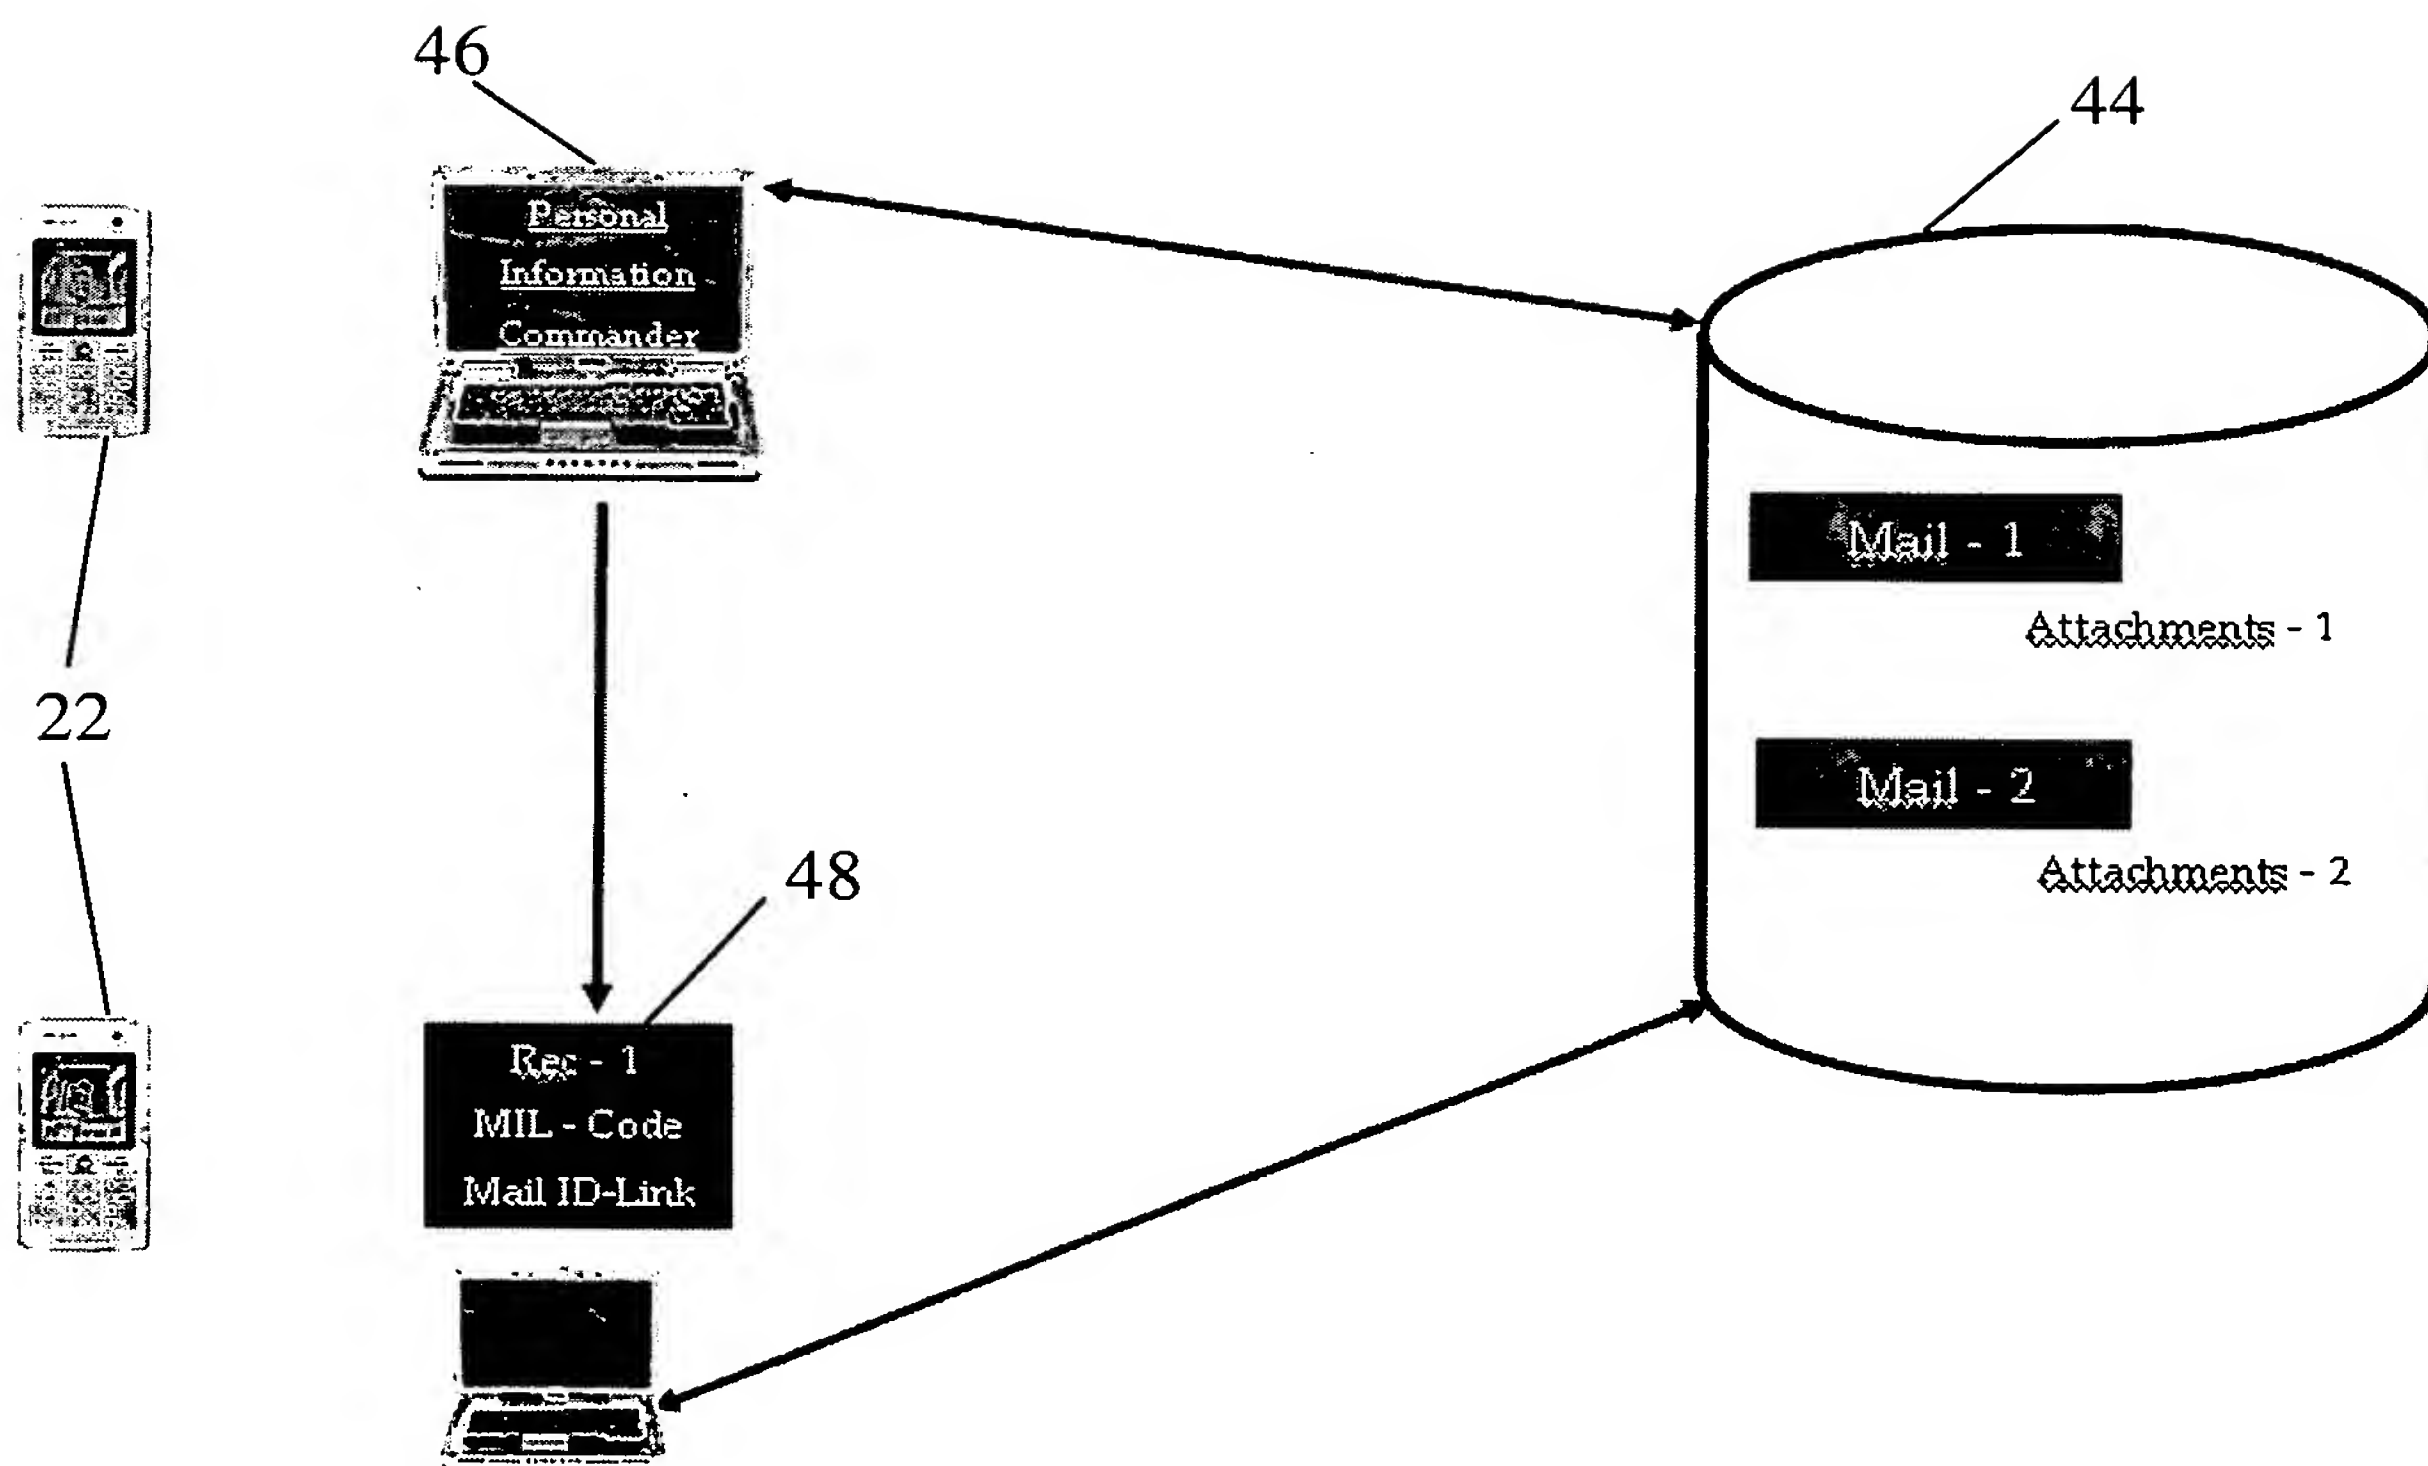 46
44
Personal
Information
Commander
Mail - 1
Attachments - 1
22
Mail - 2
Attachments - 2
48
Rec - 1
MIL - Code
Mail ID-Link